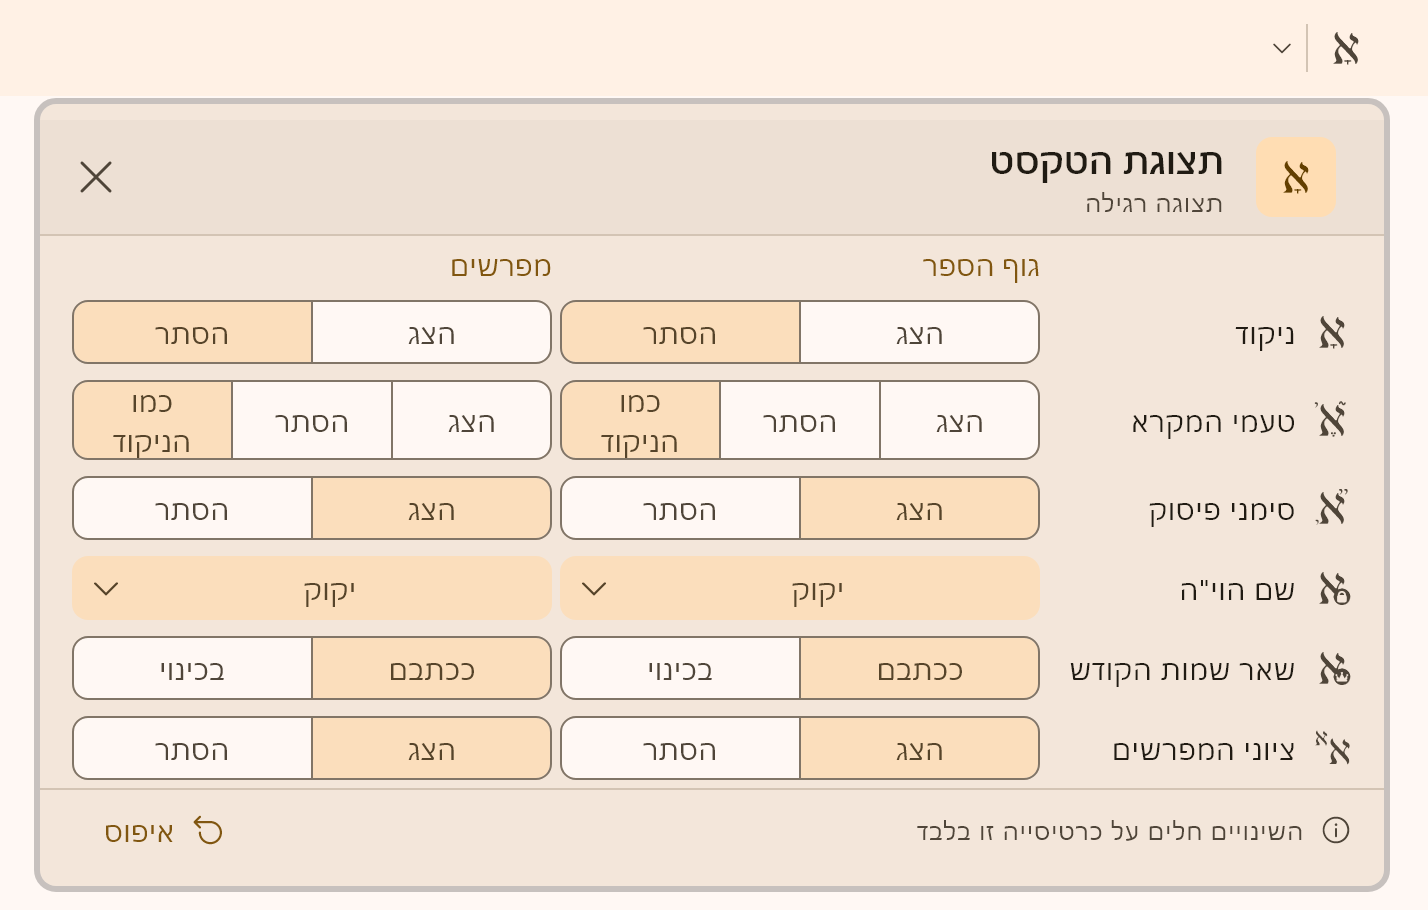 אָ
אָ
תצוגת הטקסט
תצוגה רגילה
גוף הספר
מפרשים
ניקוד
הצג
הסתר
הצג
הסתר
טעמי המקרא
הצג
הסתר
כמו
הניקוד
הצג
הסתר
כמו
הניקוד
סימני פיסוק
הצג
הסתר
הצג
הסתר
שם הוי"ה
יקוק
יקוק
שאר שמות הקודש
ככתבם
בכינוי
ככתבם
בכינוי
ציוני המפרשים
הצג
הסתר
הצג
הסתר
השינויים חלים על כרטיסייה זו בלבד
איפוס